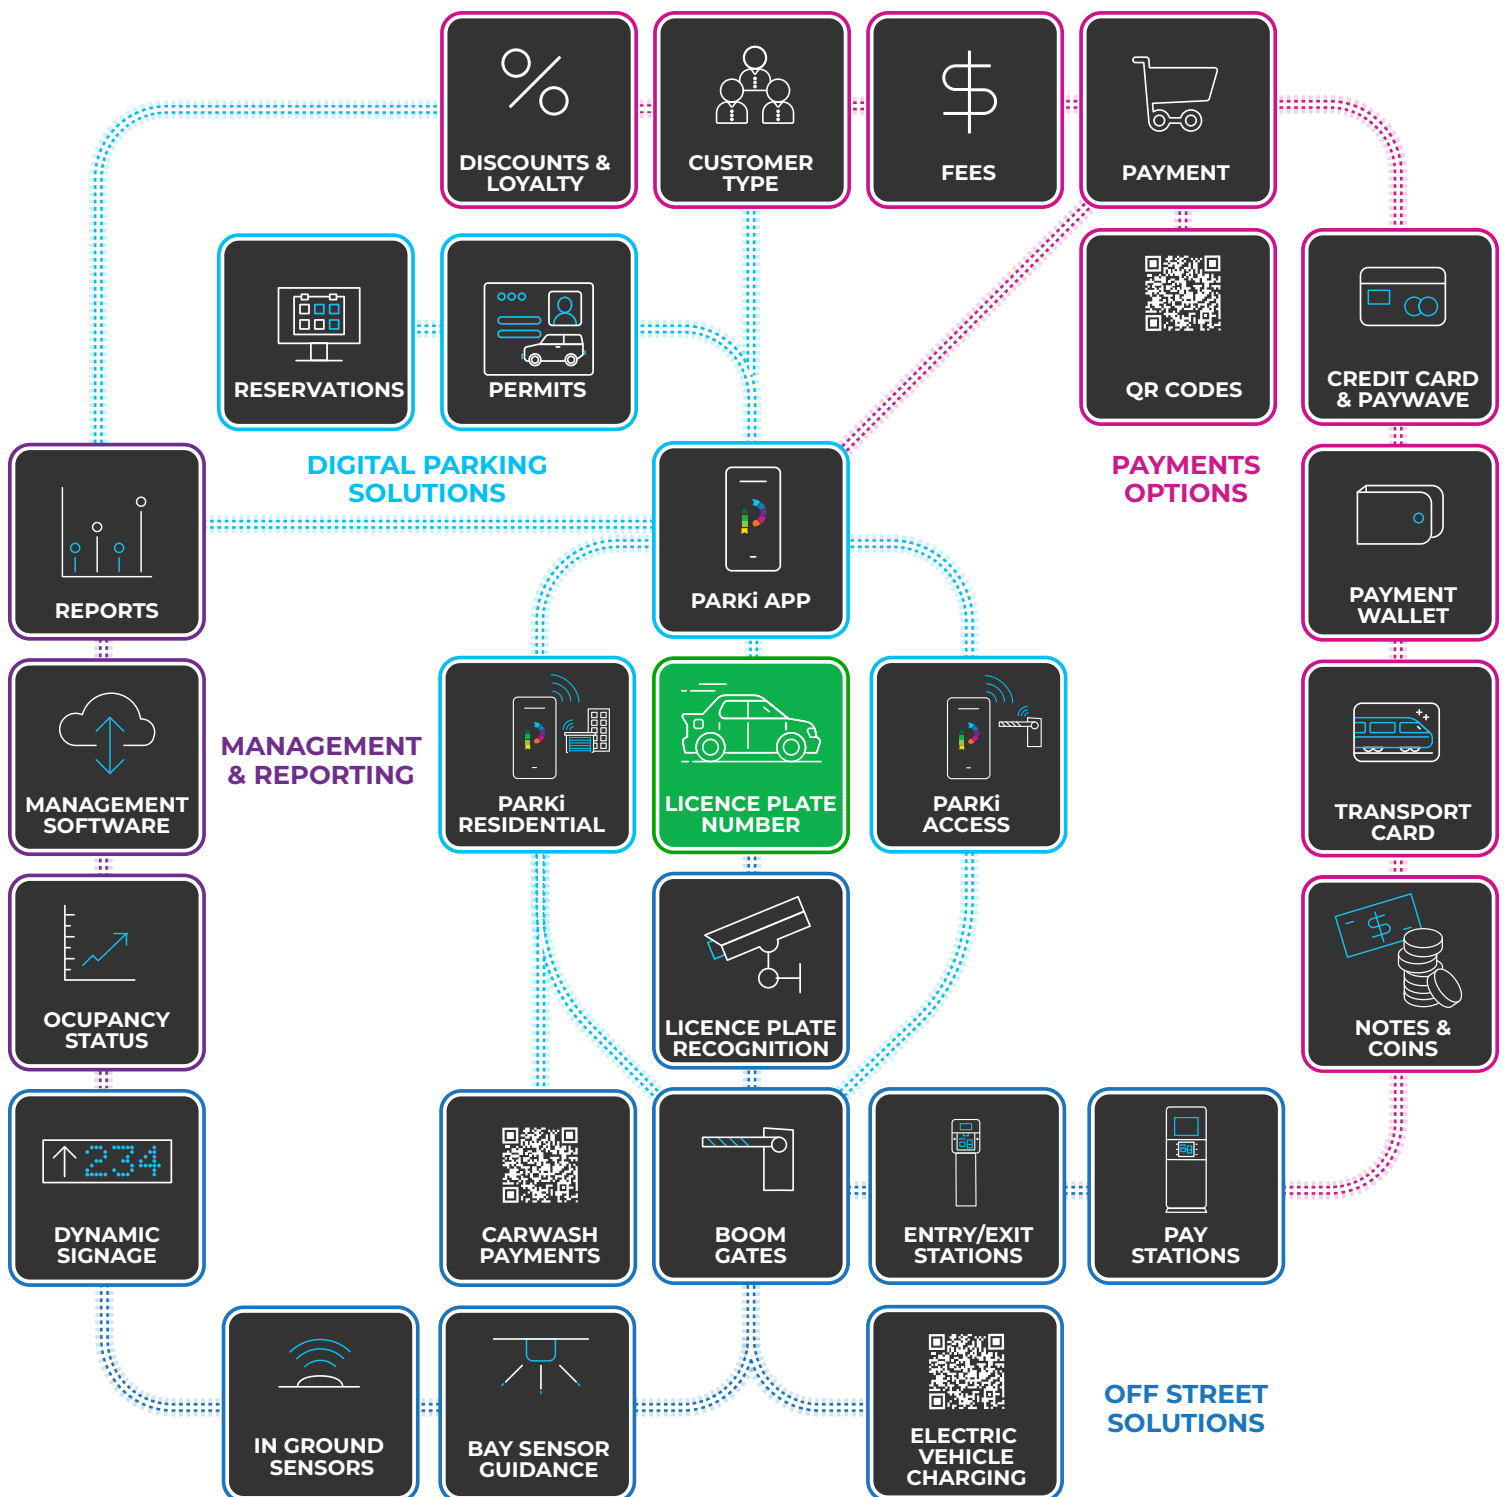 DISCOUNTS &
LOYALTY
CUSTOMER
TYPE
FEES
PAYMENT
RESERVATIONS
PERMITS
QR CODES
CREDIT CARD
& PAYWAVE
DIGITAL PARKING
SOLUTIONS
PAYMENTS
OPTIONS
REPORTS
PARKi APP
PAYMENT
WALLET
MANAGEMENT
SOFTWARE
MANAGEMENT
& REPORTING
PARKi
RESIDENTIAL
LICENCE PLATE
NUMBER
PARKi
ACCESS
TRANSPORT
CARD
OCUPANCY
STATUS
LICENCE PLATE
RECOGNITION
$
NOTES &
COINS
234
DYNAMIC
SIGNAGE
CARWASH
PAYMENTS
BOOM
GATES
ENTRY/EXIT
STATIONS
PAY
STATIONS
IN GROUND
SENSORS
BAY SENSOR
GUIDANCE
ELECTRIC
VEHICLE
CHARGING
OFF STREET
SOLUTIONS